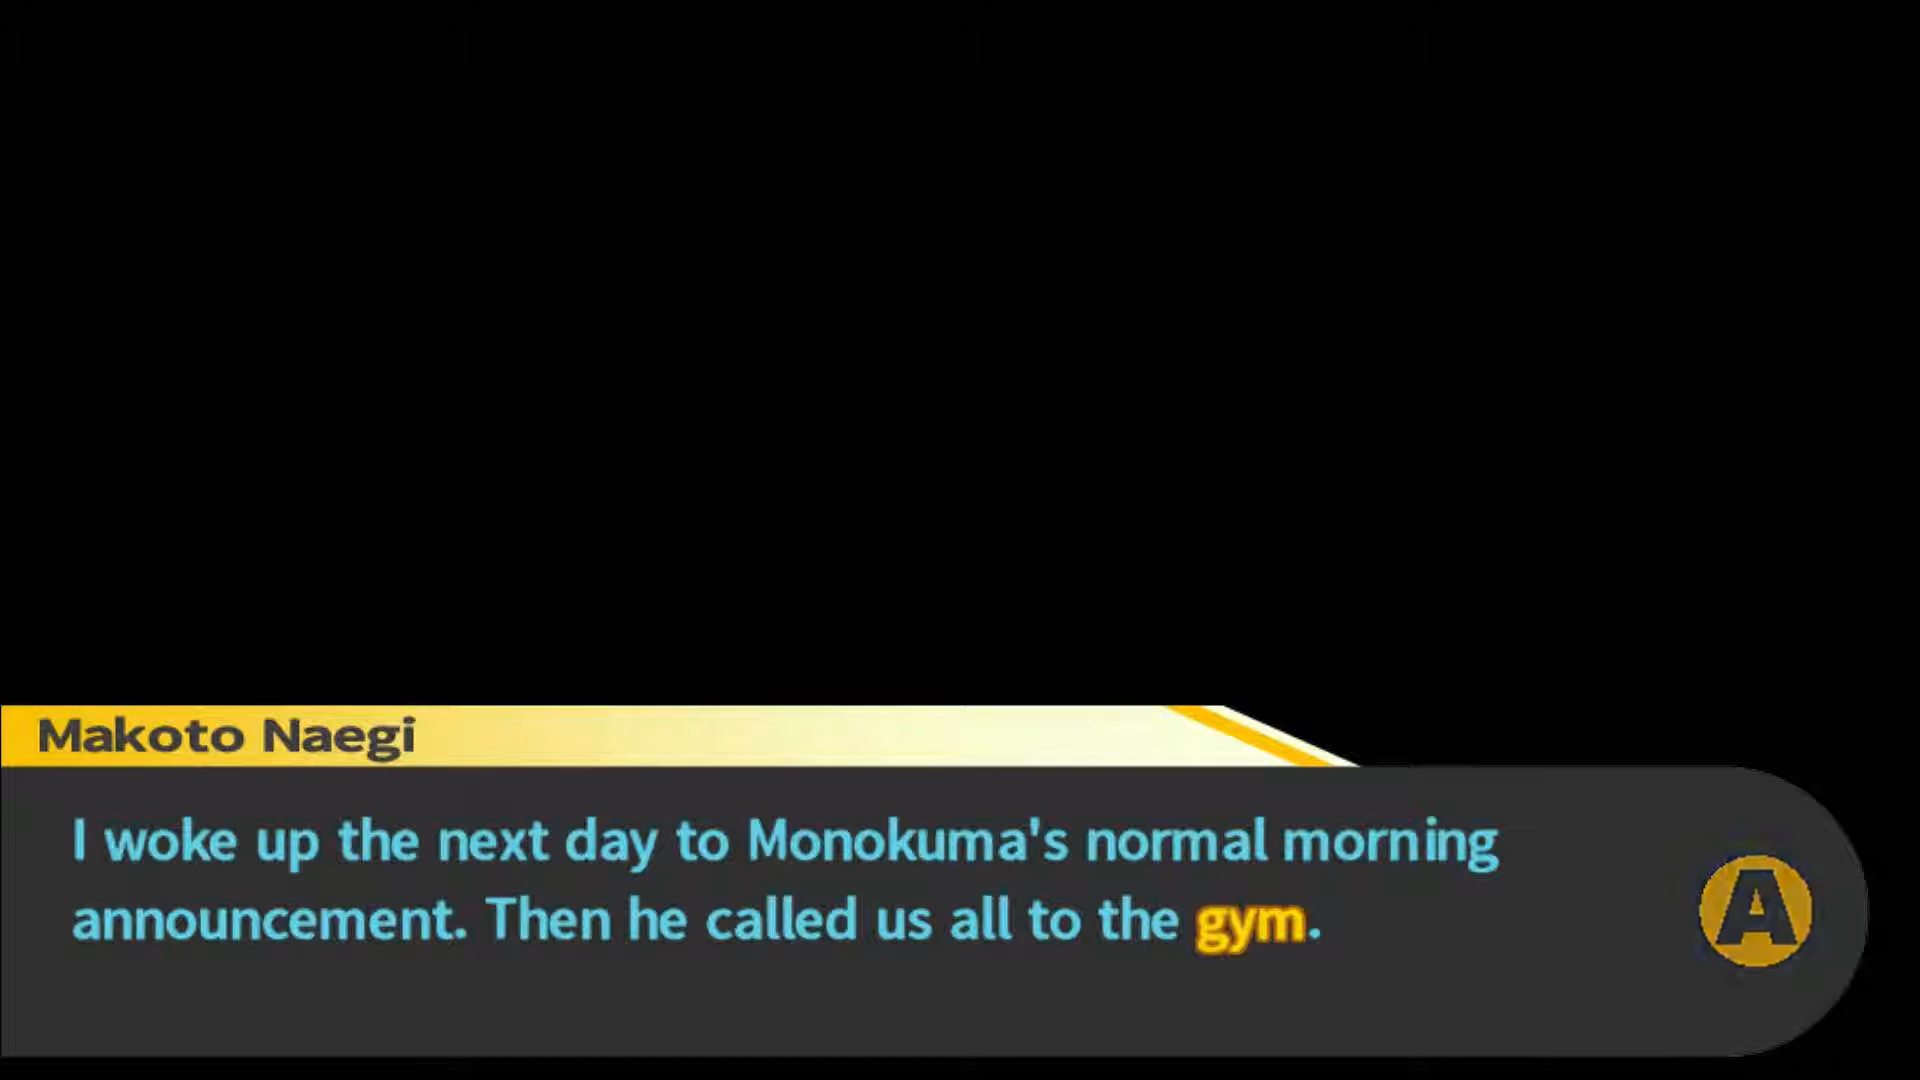 Makoto Naegi
I woke up the next day to Monokuma's normal morning
announcement. Then he called us all to the gym.
A